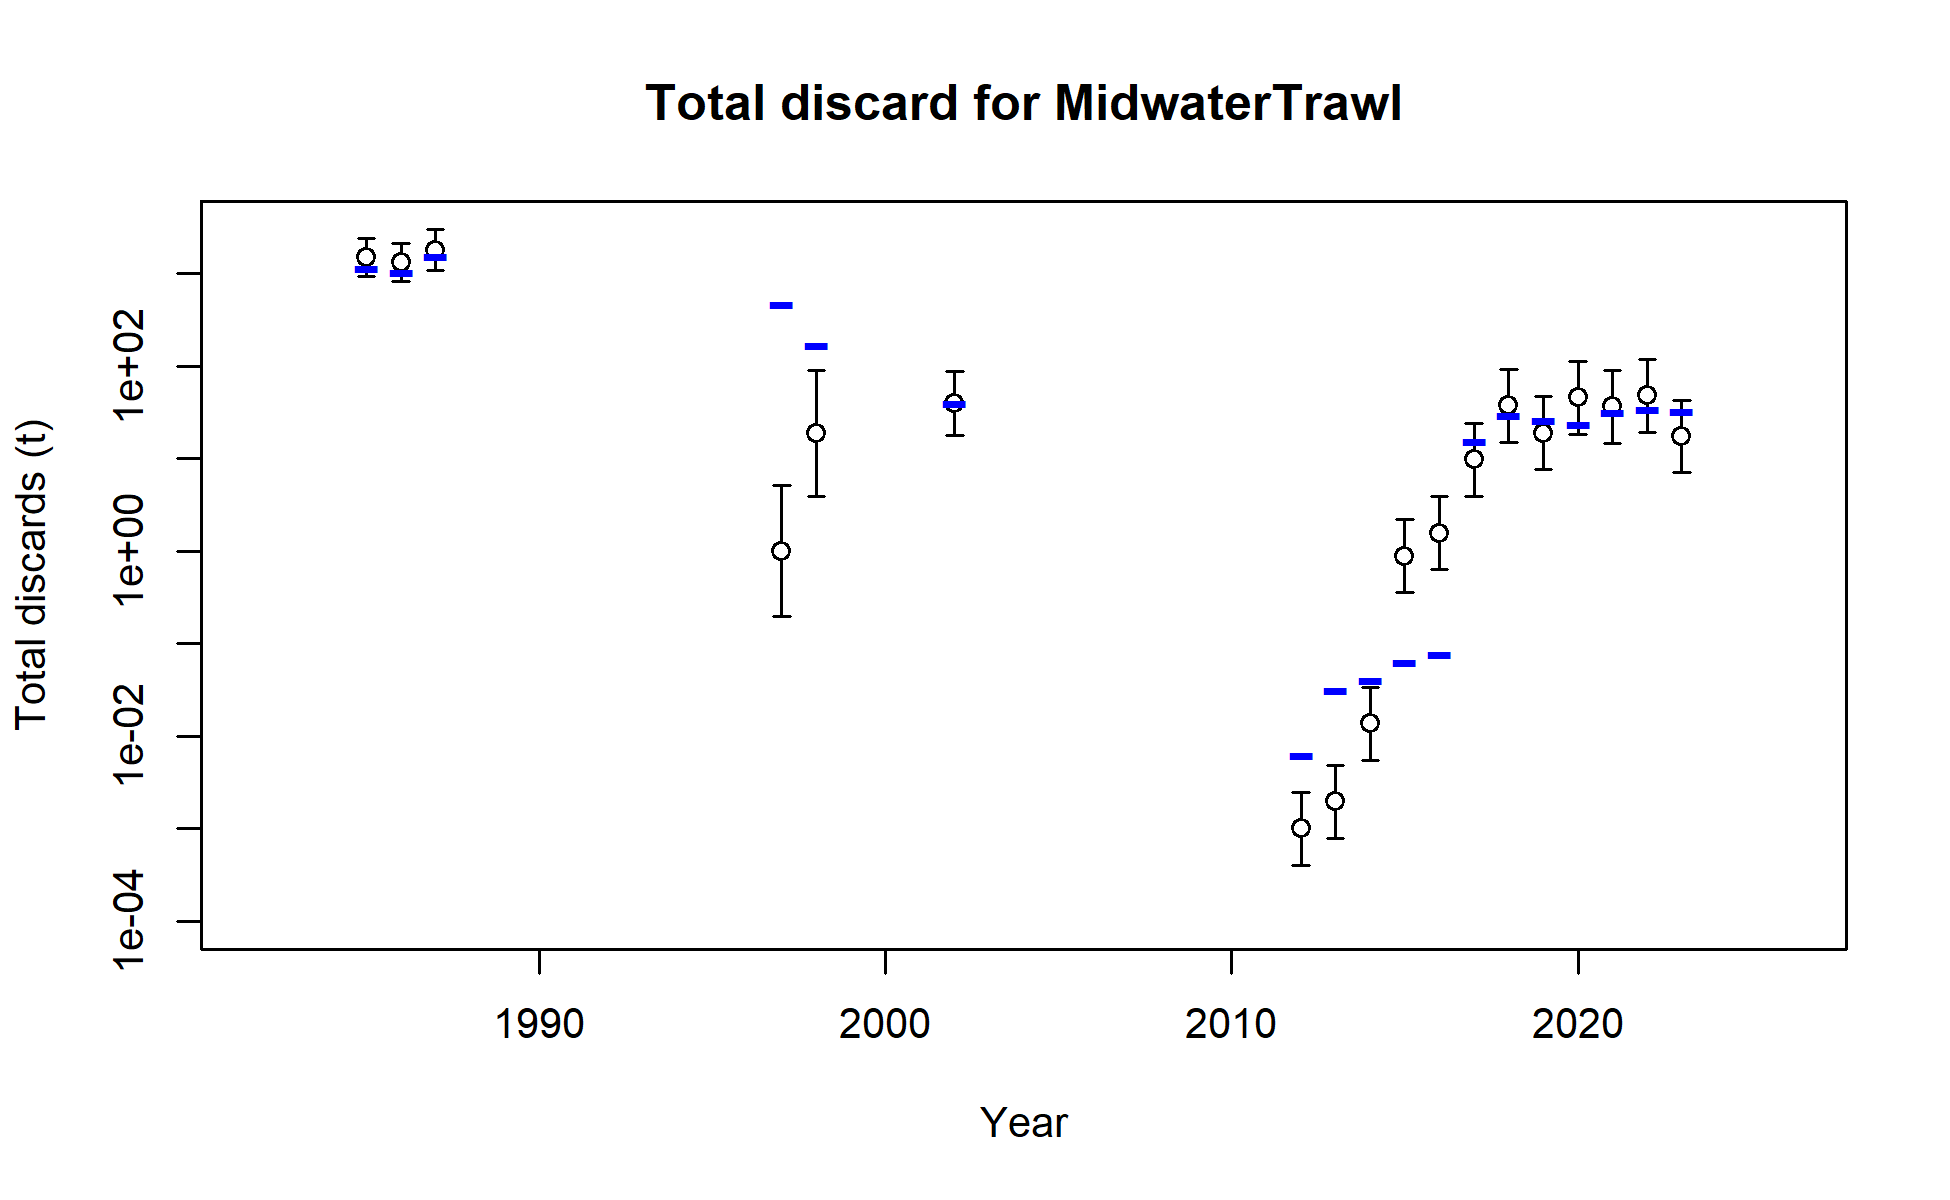 Total discard for MidwaterTrawl
Total discards (t)
1e+02
1e+00
1e-02
1e-04
1990 2000 2010 2020
Year